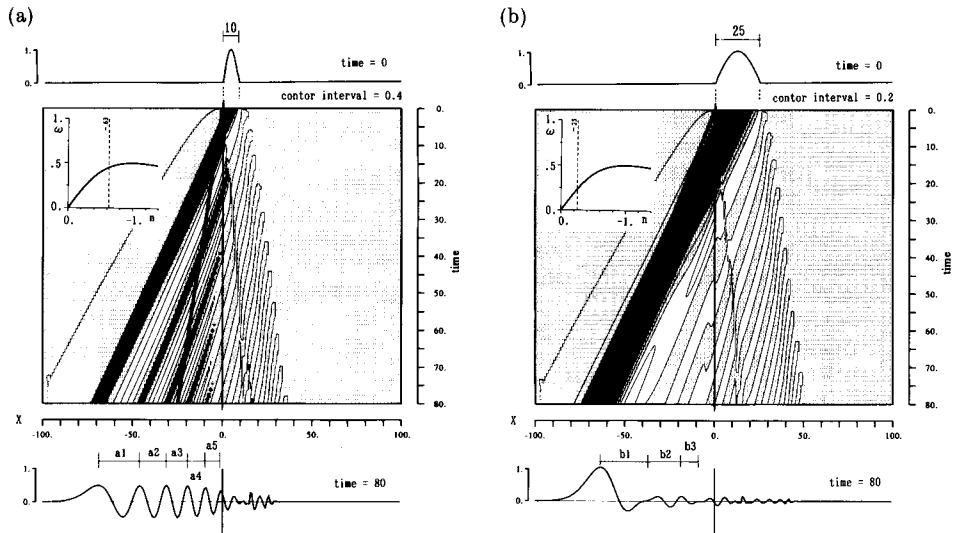 (a)
10
1.
0.
time = 0
contor interval = 0.4
ω
1.
.5
0.
0.
-1.
n
0.
10.
20.
30.
40.
50.
60.
70.
80.
time
X
-100.
-50.
0.
50.
100.
a1
a2
a3
a4
a5
1.
0.
time = 80
(b)
25
1.
0.
time = 0
contor interval = 0.2
ω
1.
.5
0.
0.
-1.
n
0.
10.
20.
30.
40.
50.
60.
70.
80.
time
-100.
-50.
0.
50.
100.
b1
b2
b3
1.
0.
time = 80